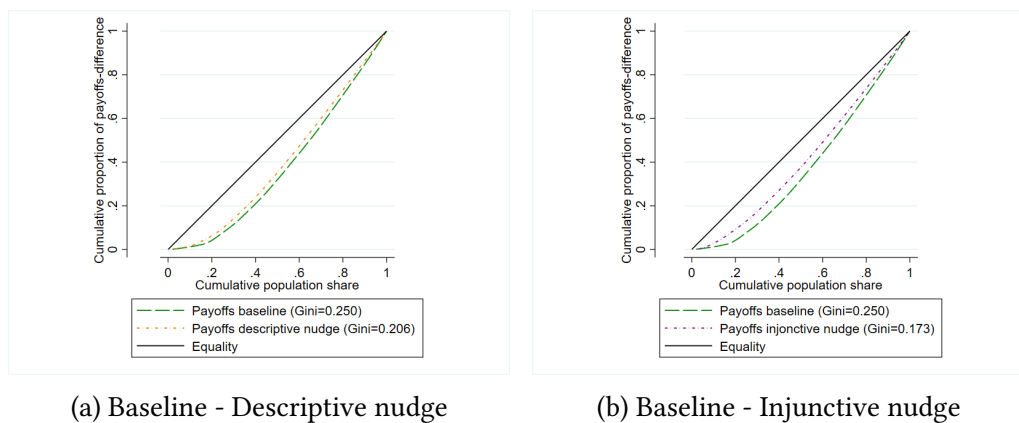 Cumulative proportion of payoffs-difference
1
.8
.6
.4
.2
0
0 .2 .4 .6 .8 1
Cumulative population share
Payoffs baseline (Gini=0.250)
Payoffs descriptive nudge (Gini=0.206)
Equality
(a) Baseline - Descriptive nudge
Cumulative proportion of payoffs-difference
1
.8
.6
.4
.2
0
0 .2 .4 .6 .8 1
Cumulative population share
Payoffs baseline (Gini=0.250)
Payoffs injonctive nudge (Gini=0.173)
Equality
(b) Baseline - Injunctive nudge